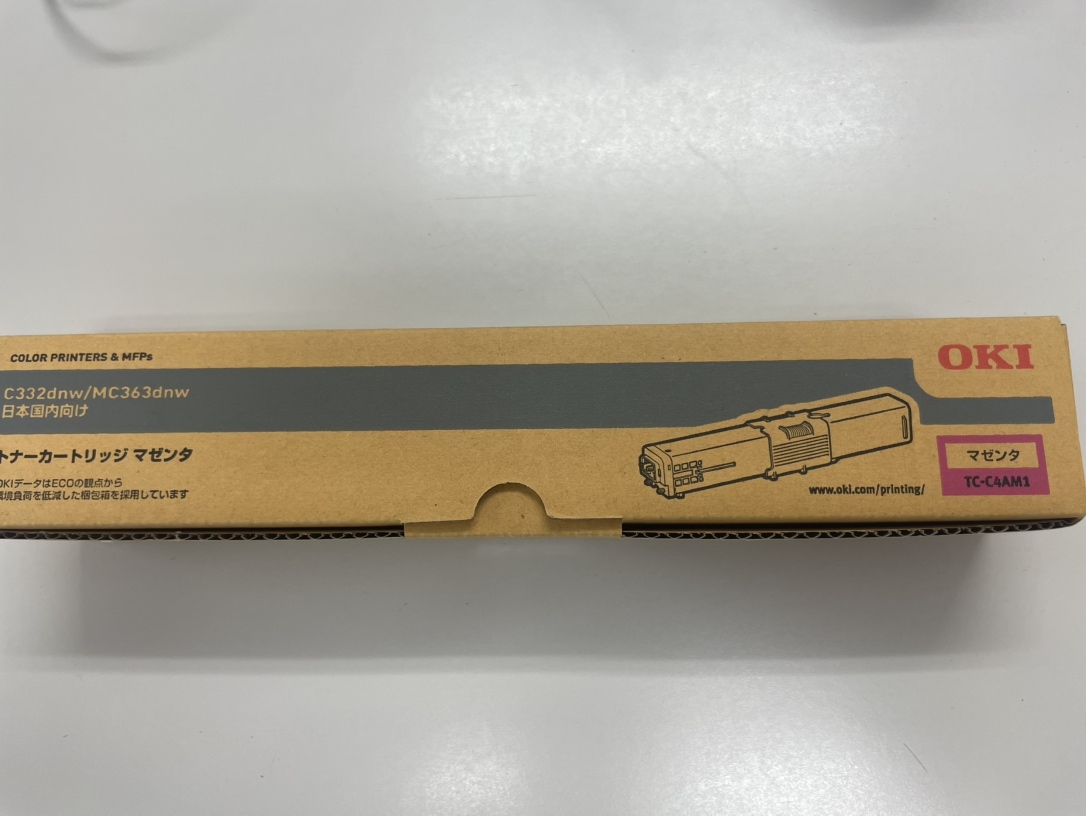 COLOR PRINTERS & MFPs
OKI
C332dnw/MC363dnw
日本国内向け
トナーカートリッジ マゼンタ
OKIデータはECOの観点から
環境負荷を低減した梱包箱を採用しています
www.oki.com/printing/
マゼンタ
TC-C4AM1